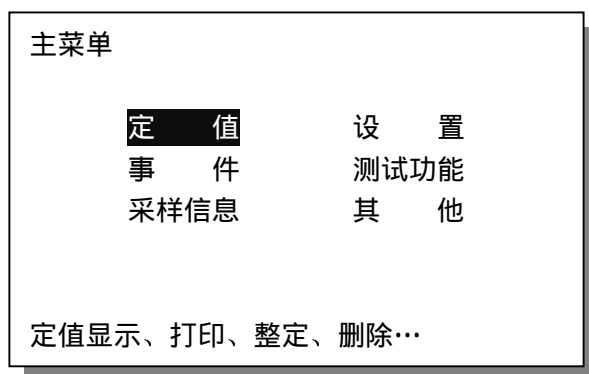 主菜单
定 值 设 置
事 件 测试功能
采样信息 其 他
定值显示、打印、整定、删除…